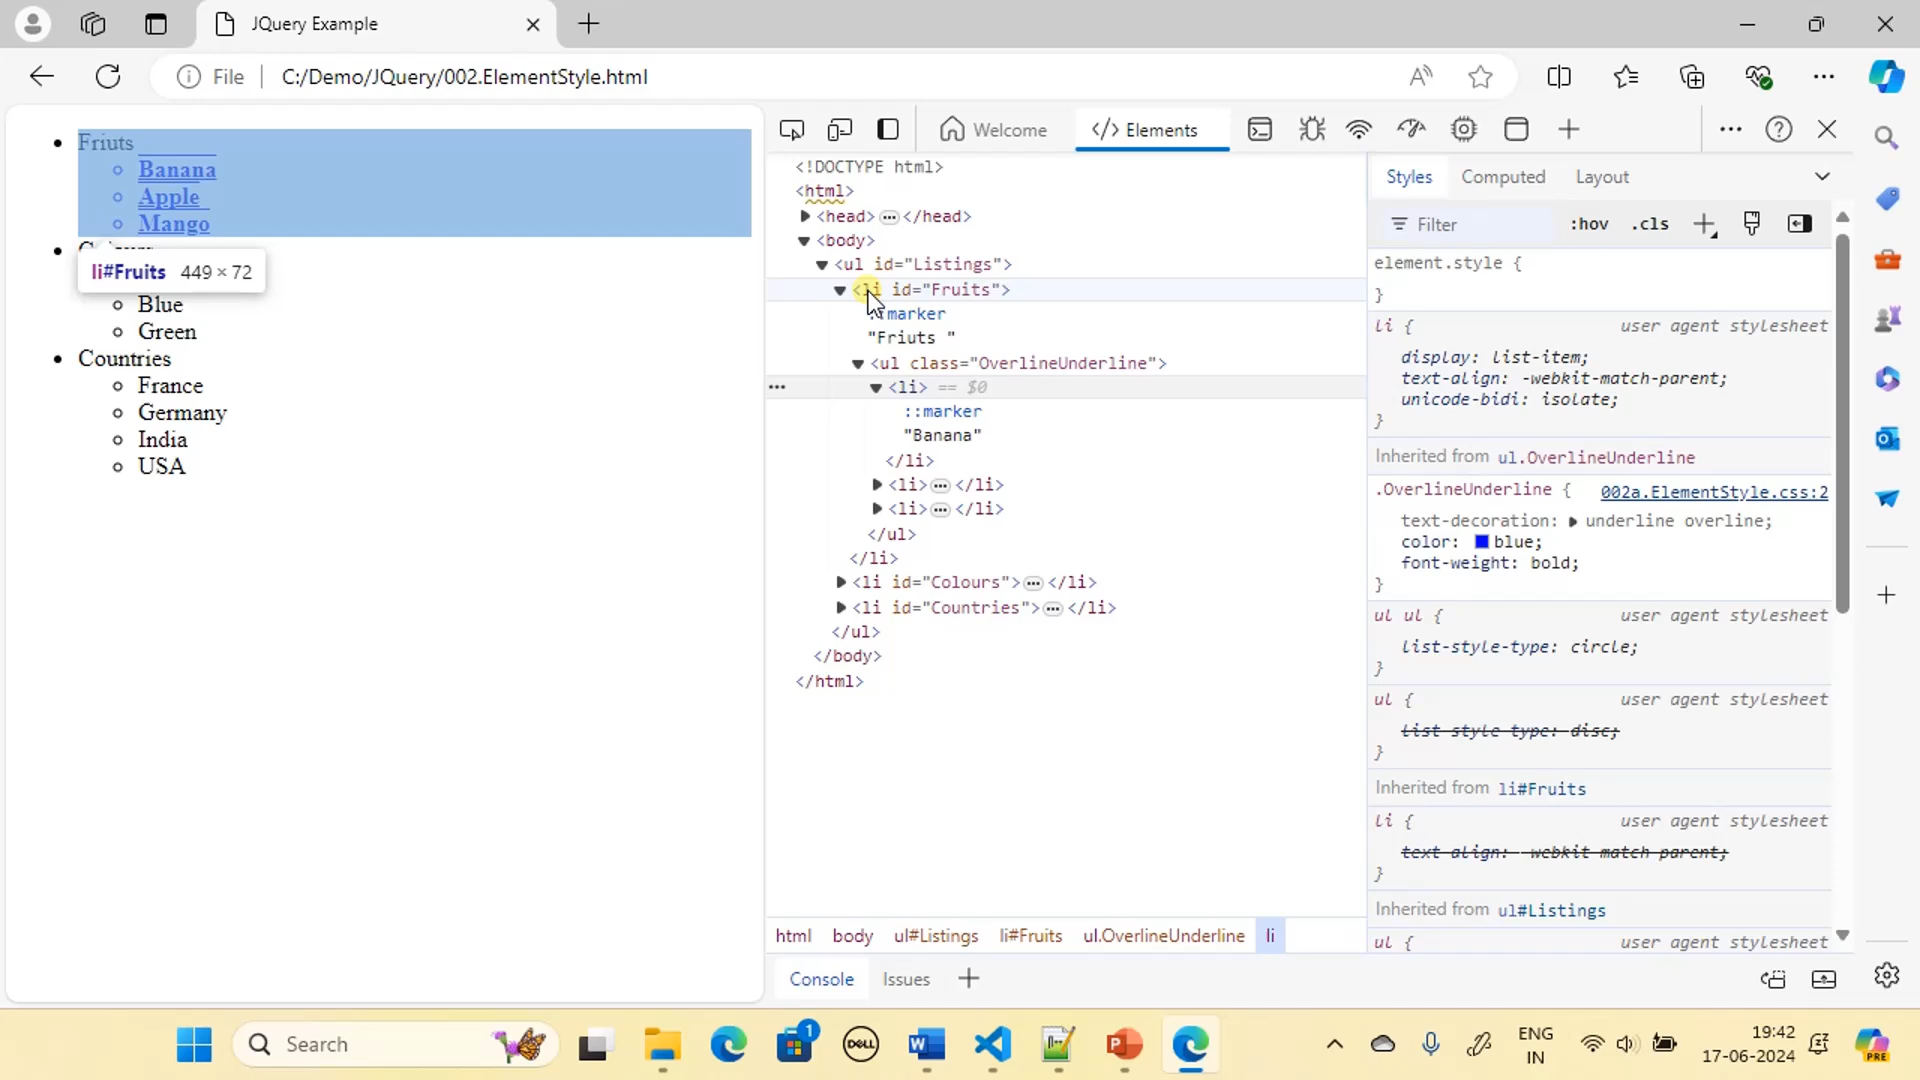 JQuery Example
File
C:/Demo/JQuery/002.ElementStyle.html
Friuts
Banana
Apple
Mango
li#Fruits 449 × 72
Blue
Green
Countries
France
Germany
India
USA
Welcome
Elements
<!DOCTYPE html>
<html>
<head> </head>
<body>
<ul id="Listings">
<li id="Fruits">
::marker
"Friuts "
<ul class="OverlineUnderline">
<li> == $0
::marker
"Banana"
</li>
<li> </li>
<li> </li>
</ul>
</li>
<li id="Colours"> </li>
<li id="Countries"> </li>
</ul>
</body>
</html>
html body ul#Listings li#Fruits ul.OverlineUnderline li
Console Issues
Styles Computed Layout
Filter :hov .cls
element.style {
}
li { user agent stylesheet
display: list-item;
text-align: -webkit-match-parent;
unicode-bidi: isolate;
}
Inherited from ul.OverlineUnderline
.OverlineUnderline { 002a.ElementStyle.css:2
text-decoration: underline overline;
color: blue;
font-weight: bold;
}
ul ul { user agent stylesheet
list-style-type: circle;
}
ul { user agent stylesheet
list-style-type: disc;
}
Inherited from li#Fruits
li { user agent stylesheet
text-align: -webkit-match-parent;
}
Inherited from ul#Listings
ul { user agent stylesheet
Search
1
DELL
ENG
IN
19:42
17-06-2024
PRE